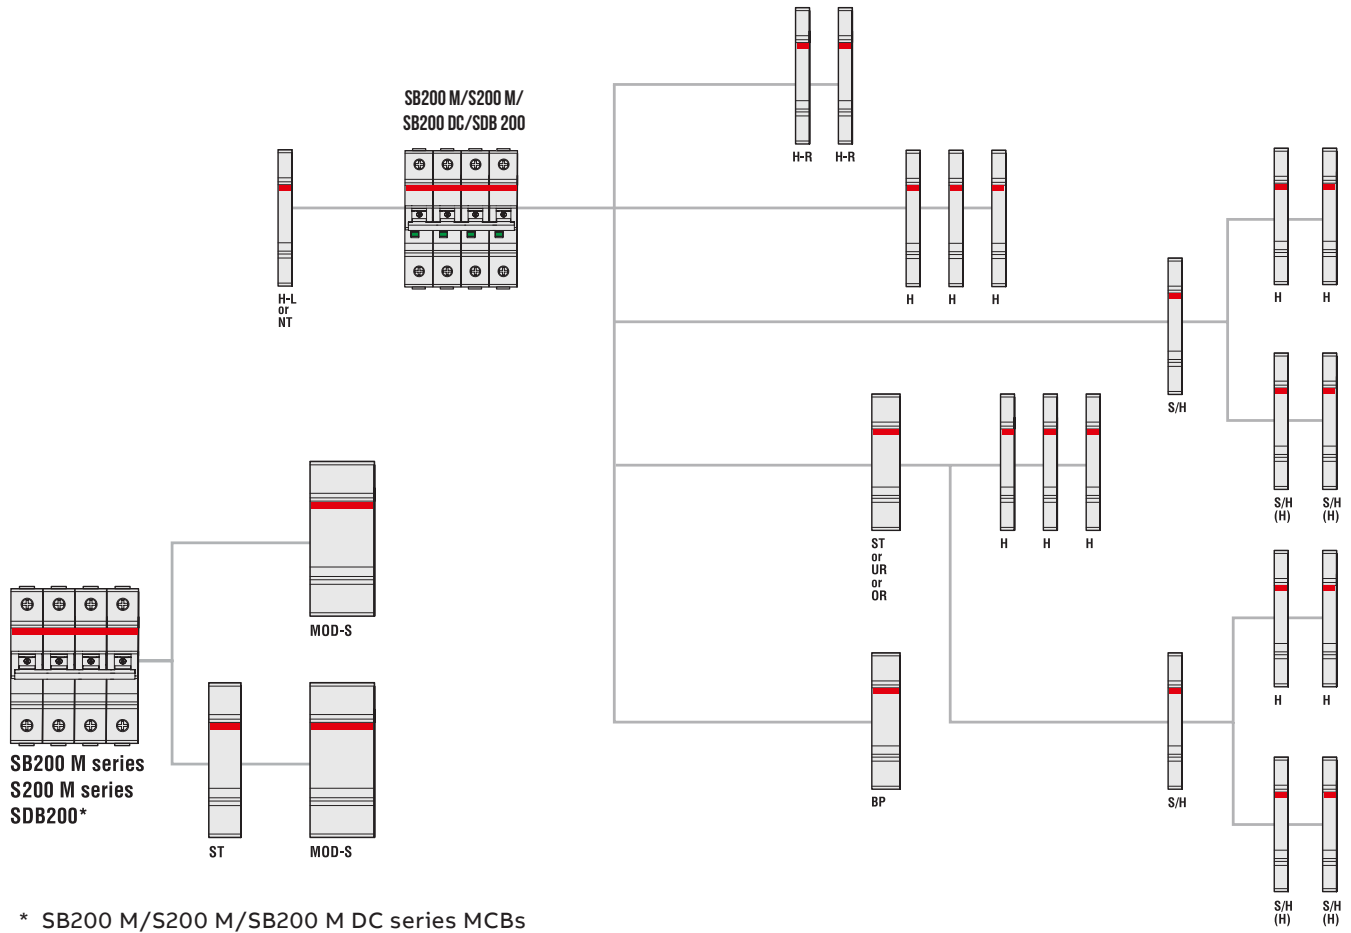 SB200 M/S200 M/
SB200 DC/SDB 200
H-R
H-R
H-L
or
NT
H
H
H
H
H
S/H
S/H
(H)
S/H
(H)
ST
or
UR
or
OR
H
H
H
MOD-S
H
H
BP
S/H
SB200 M series
S200 M series
SDB200*
ST
MOD-S
S/H
(H)
S/H
(H)
* SB200 M/S200 M/SB200 M DC series MCBs